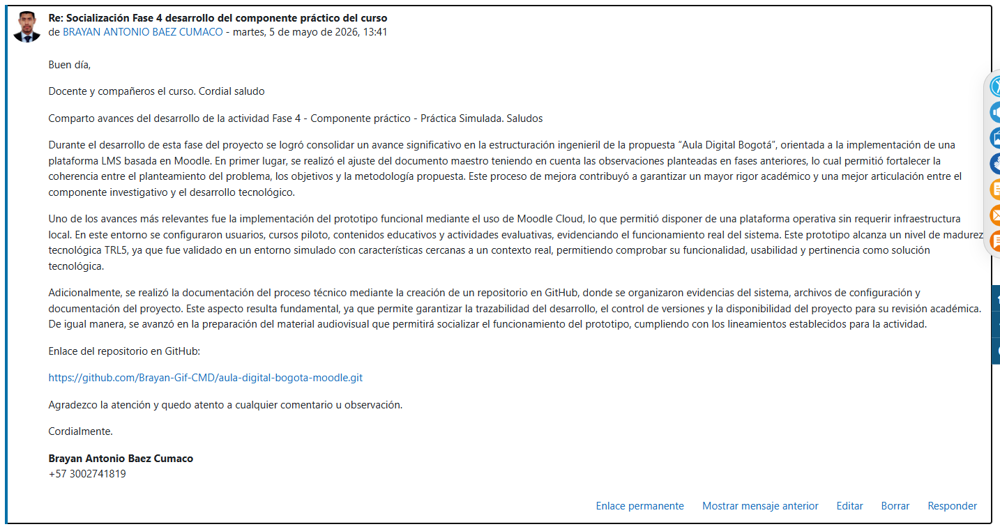 Re: Socialización Fase 4 desarrollo del componente práctico del curso
de BRAYAN ANTONIO BAEZ CUMACO - martes, 5 de mayo de 2026, 13:41
Buen día,
Docente y compañeros el curso. Cordial saludo
Comparto avances del desarrollo de la actividad Fase 4 - Componente práctico - Práctica Simulada. Saludos
Durante el desarrollo de esta fase del proyecto se logró consolidar un avance significativo en la estructuración ingenieril de la propuesta “Aula Digital Bogotá”, orientada a la implementación de una
plataforma LMS basada en Moodle. En primer lugar, se realizó el ajuste del documento maestro teniendo en cuenta las observaciones planteadas en fases anteriores, lo cual permitió fortalecer la
coherencia entre el planteamiento del problema, los objetivos y la metodología propuesta. Este proceso de mejora contribuyó a garantizar un mayor rigor académico y una mejor articulación entre el
componente investigativo y el desarrollo tecnológico.
Uno de los avances más relevantes fue la implementación del prototipo funcional mediante el uso de Moodle Cloud, lo que permitió disponer de una plataforma operativa sin requerir infraestructura
local. En este entorno se configuraron usuarios, cursos piloto, contenidos educativos y actividades evaluativas, evidenciando el funcionamiento real del sistema. Este prototipo alcanza un nivel de madurez
tecnológica TRL5, ya que fue validado en un entorno simulado con características cercanas a un contexto real, permitiendo comprobar su funcionalidad, usabilidad y pertinencia como solución
tecnológica.
Adicionalmente, se realizó la documentación del proceso técnico mediante la creación de un repositorio en GitHub, donde se organizaron evidencias del sistema, archivos de configuración y
documentación del proyecto. Este aspecto resulta fundamental, ya que permite garantizar la trazabilidad del desarrollo, el control de versiones y la disponibilidad del proyecto para su revisión académica.
De igual manera, se avanzó en la preparación del material audiovisual que permitirá socializar el funcionamiento del prototipo, cumpliendo con los lineamientos establecidos para la actividad.
Enlace del repositorio en GitHub:
https://github.com/Brayan-Gif-CMD/aula-digital-bogota-moodle.git
Agradezco la atención y quedo atento a cualquier comentario u observación.
Cordialmente.
Brayan Antonio Baez Cumaco
+57 3002741819
Enlace permanente Mostrar mensaje anterior Editar Borrar Responder